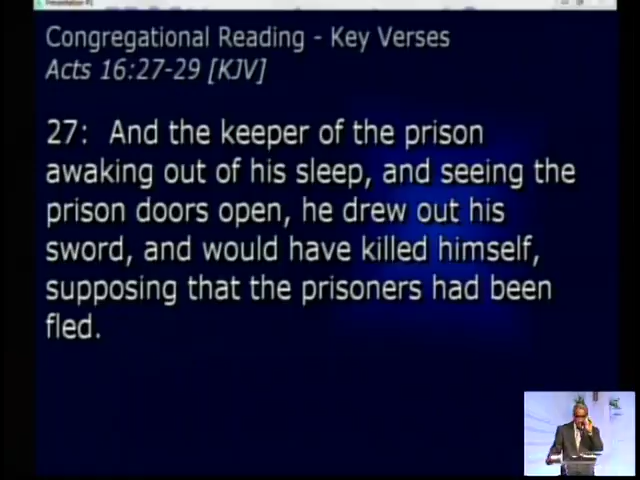 Congregational Reading - Key Verses
Acts 16:27-29 [KJV]
27: And the keeper of the prison
awaking out of his sleep, and seeing the
prison doors open, he drew out his
sword, and would have killed himself,
supposing that the prisoners had been
fled.